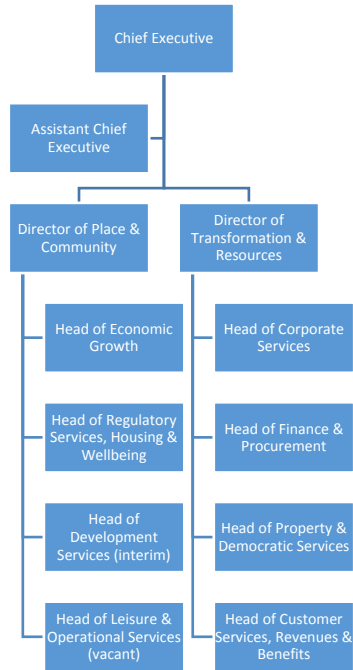 Chief Executive
Assistant Chief
Executive
Director of Place &
Community
Director of
Transformation &
Resources
Head of Economic
Growth
Head of Corporate
Services
Head of Regulatory
Services, Housing &
Wellbeing
Head of Finance &
Procurement
Head of
Development
Services (interim)
Head of Property &
Democratic Services
Head of Leisure &
Operational Services
(vacant)
Head of Customer
Services, Revenues &
Benefits